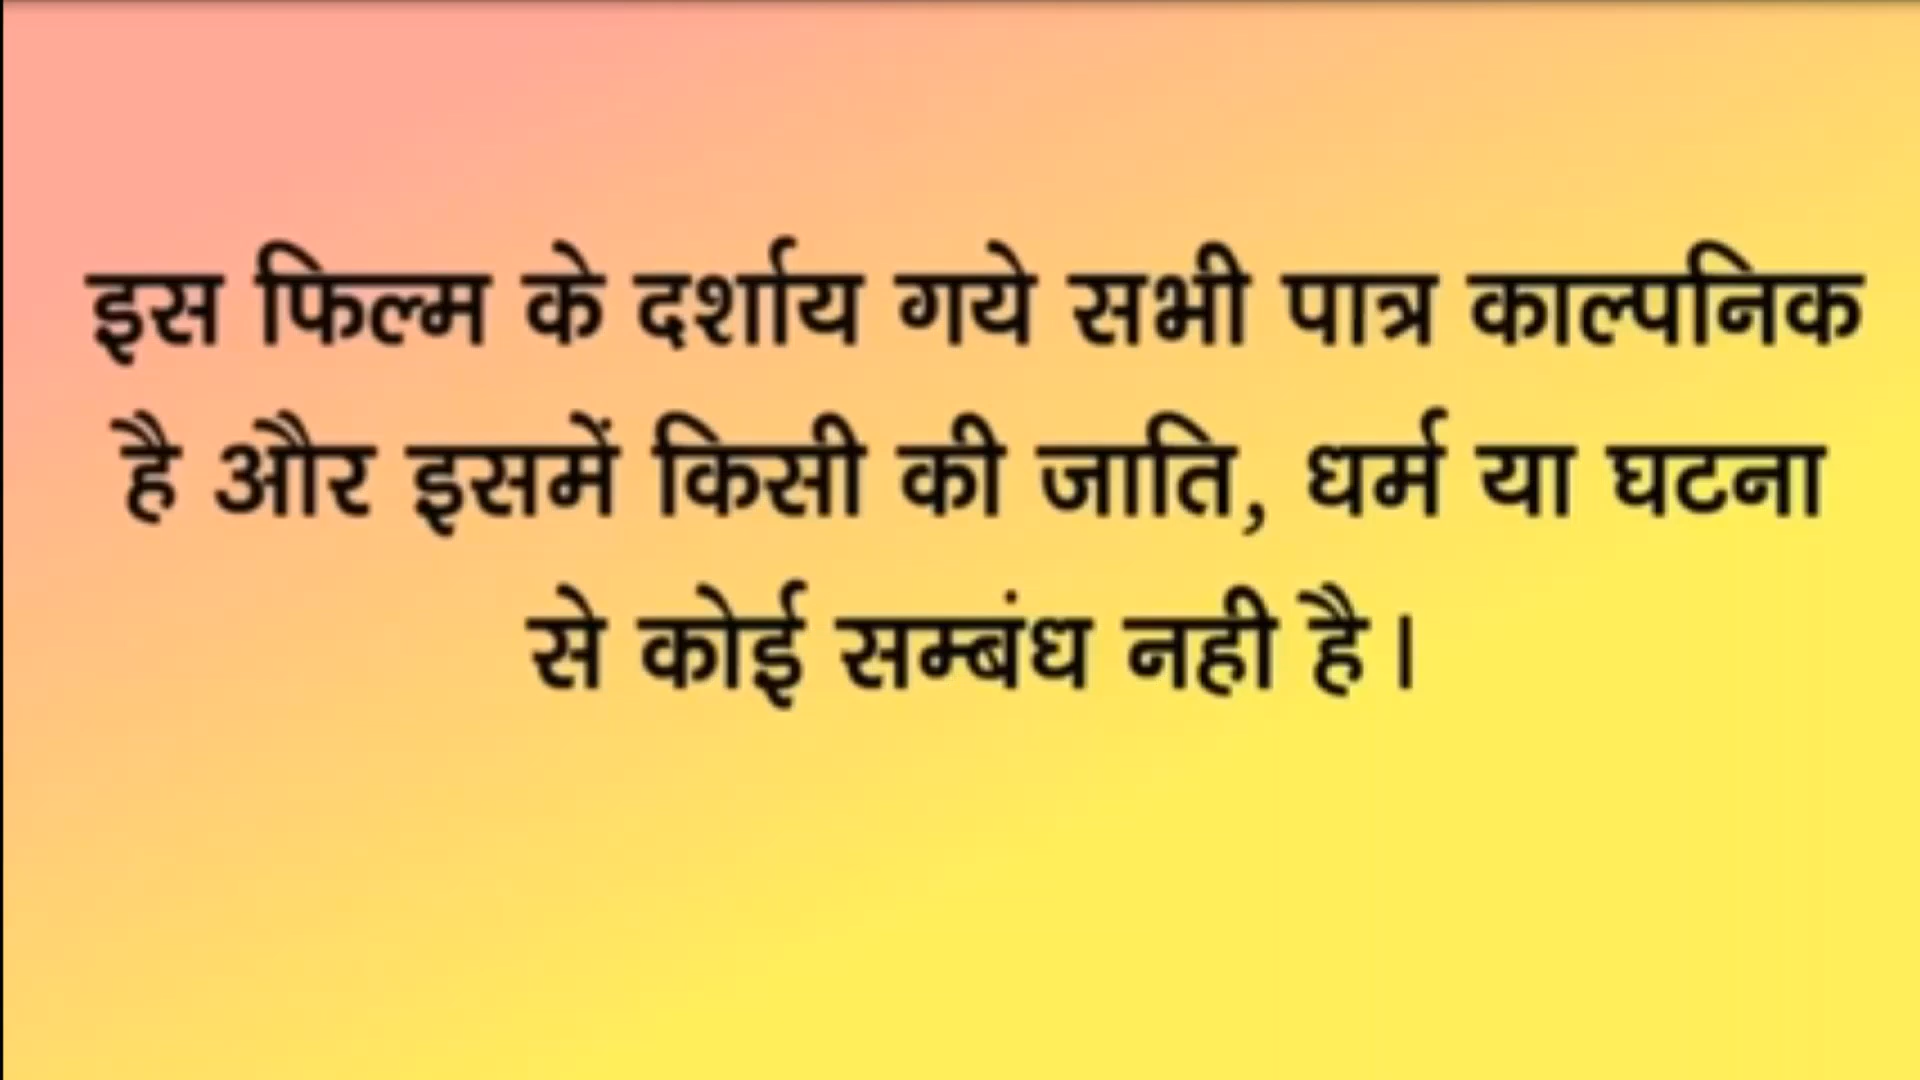 इस फिल्म के दर्शाय गये सभी पात्र काल्पनिक
है और इसमें किसी की जाति, धर्म या घटना
से कोई सम्बंध नही है।